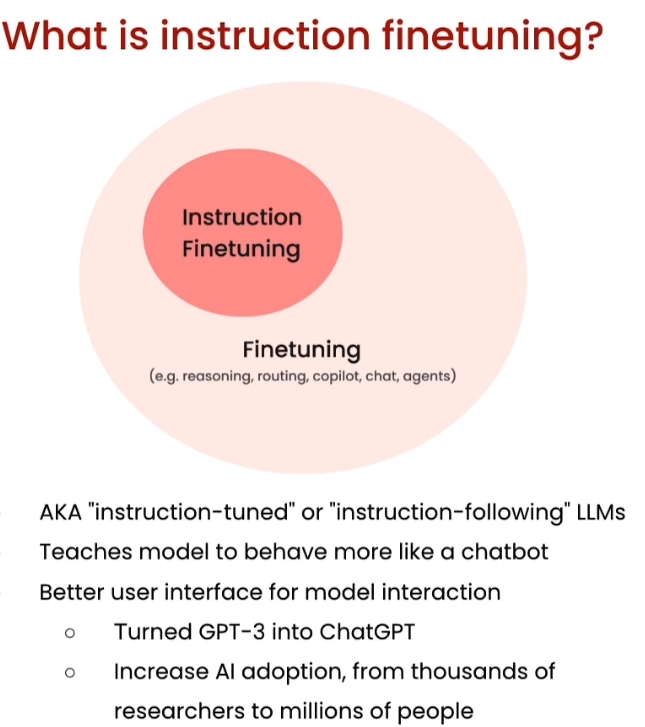 What is instruction finetuning?
Instruction
Finetuning
Finetuning
(e.g. reasoning, routing, copilot, chat, agents)
AKA "instruction-tuned" or "instruction-following" LLMs
Teaches model to behave more like a chatbot
Better user interface for model interaction
○ Turned GPT-3 into ChatGPT
○ Increase AI adoption, from thousands of
researchers to millions of people